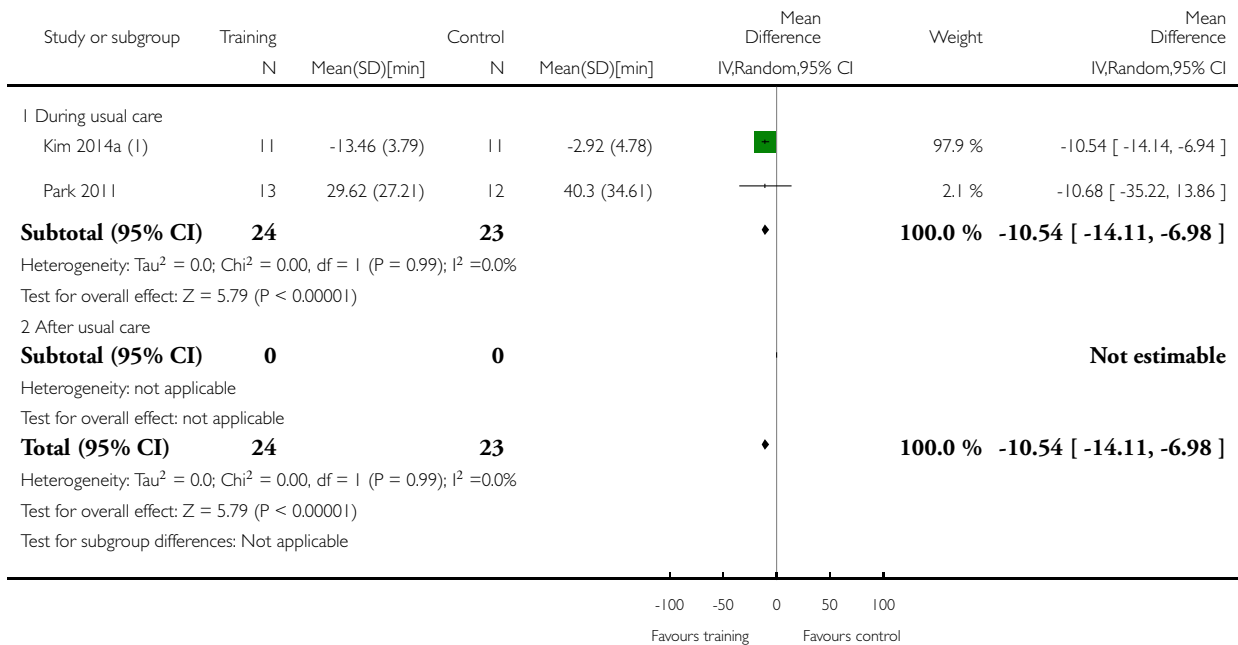 Study or subgroup Training Control Mean Difference Weight Mean Difference
N Mean(SD)[min] N Mean(SD)[min] IV,Random,95% CI IV,Random,95% CI
1 During usual care
Kim 2014a (1) 11 -13.46 (3.79) 11 -2.92 (4.78) 97.9 % -10.54 [ -14.14, -6.94 ]
Park 2011 13 29.62 (27.21) 12 40.3 (34.61) 2.1 % -10.68 [ -35.22, 13.86 ]
Subtotal (95% CI) 24 23 100.0 % -10.54 [ -14.11, -6.98 ]
Heterogeneity: Tau² = 0.0; Chi² = 0.00, df = 1 (P = 0.99); I² =0.0%
Test for overall effect: Z = 5.79 (P < 0.00001)
2 After usual care
Subtotal (95% CI) 0 0 Not estimable
Heterogeneity: not applicable
Test for overall effect: not applicable
Total (95% CI) 24 23 100.0 % -10.54 [ -14.11, -6.98 ]
Heterogeneity: Tau² = 0.0; Chi² = 0.00, df = 1 (P = 0.99); I² =0.0%
Test for overall effect: Z = 5.79 (P < 0.00001)
Test for subgroup differences: Not applicable
-100 -50 0 50 100
Favours training Favours control